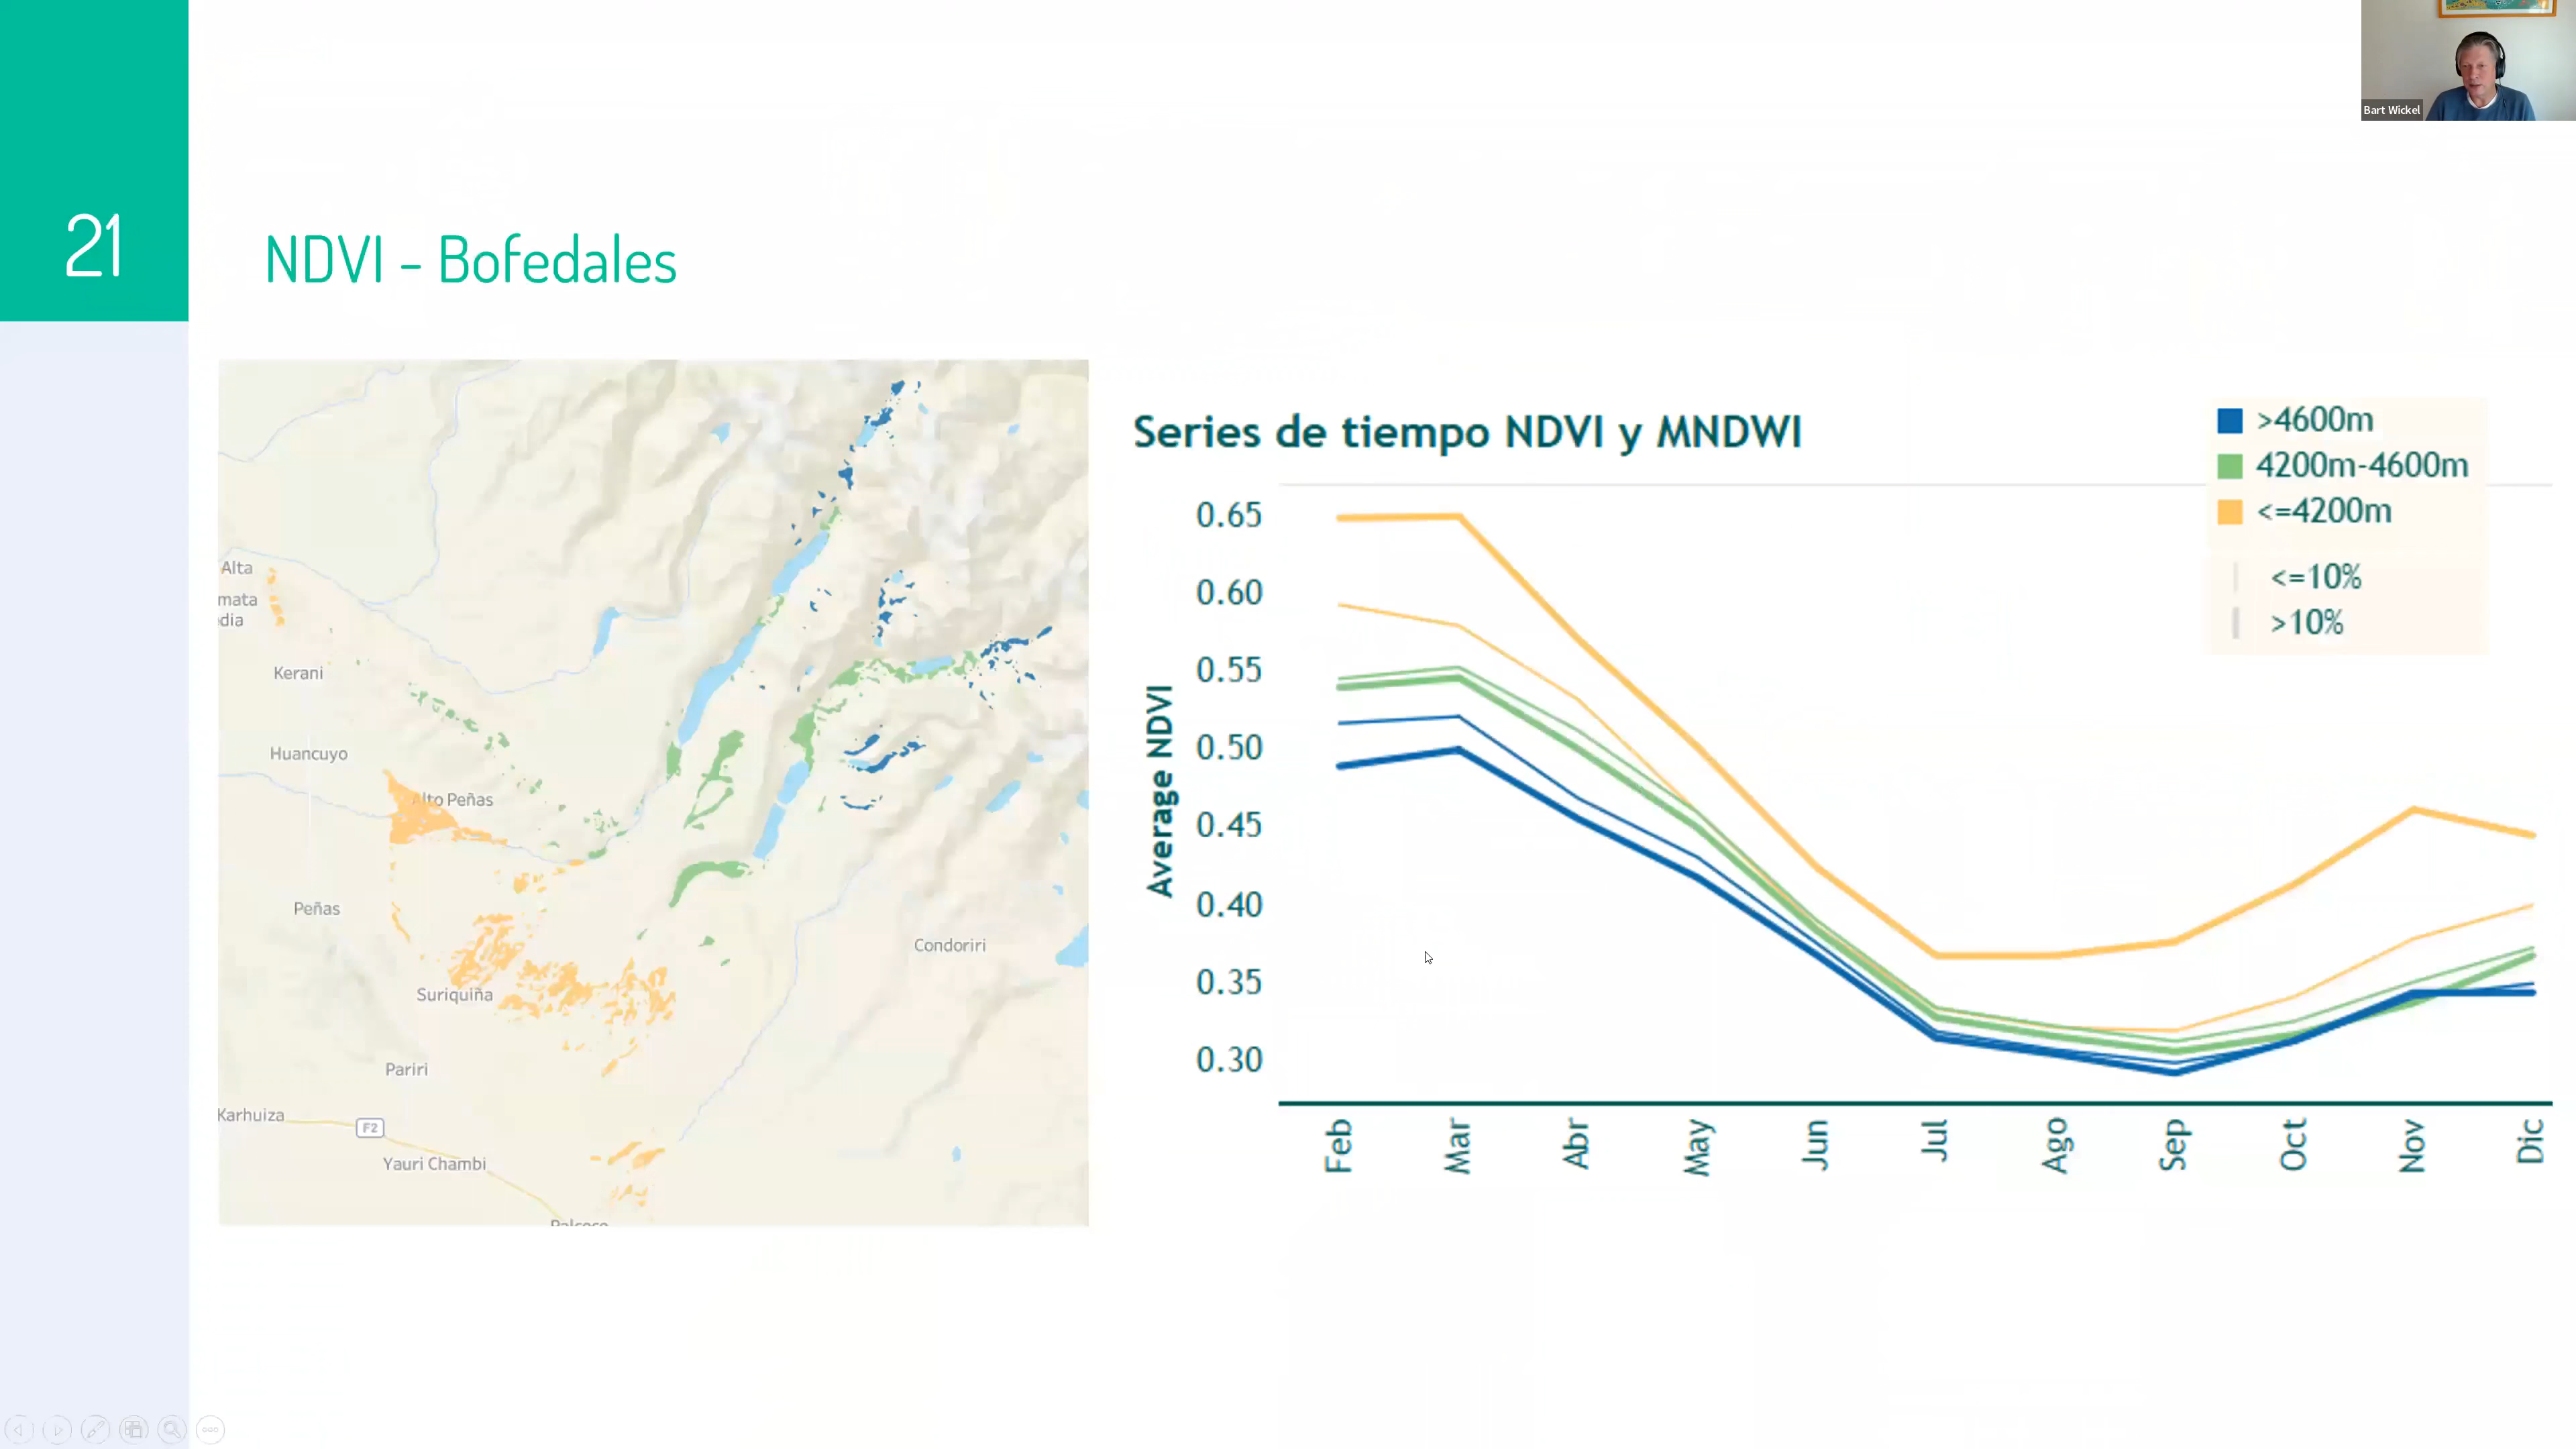 Bart Wickel
21
NDVI - Bofedales
Alta
mata
dia
Kerani
Huancuyo
Alto Peñas
Peñas
Condoriri
Suriquiña
Pariri
Karhuiza
F2
Yauri Chambi
Series de tiempo NDVI y MNDWI
>4600m
4200m-4600m
<=4200m
<=10%
>10%
Average NDVI
0.65
0.60
0.55
0.50
0.45
0.40
0.35
0.30
Feb
Mar
Abr
May
Jun
Jul
Ago
Sep
Oct
Nov
Dic